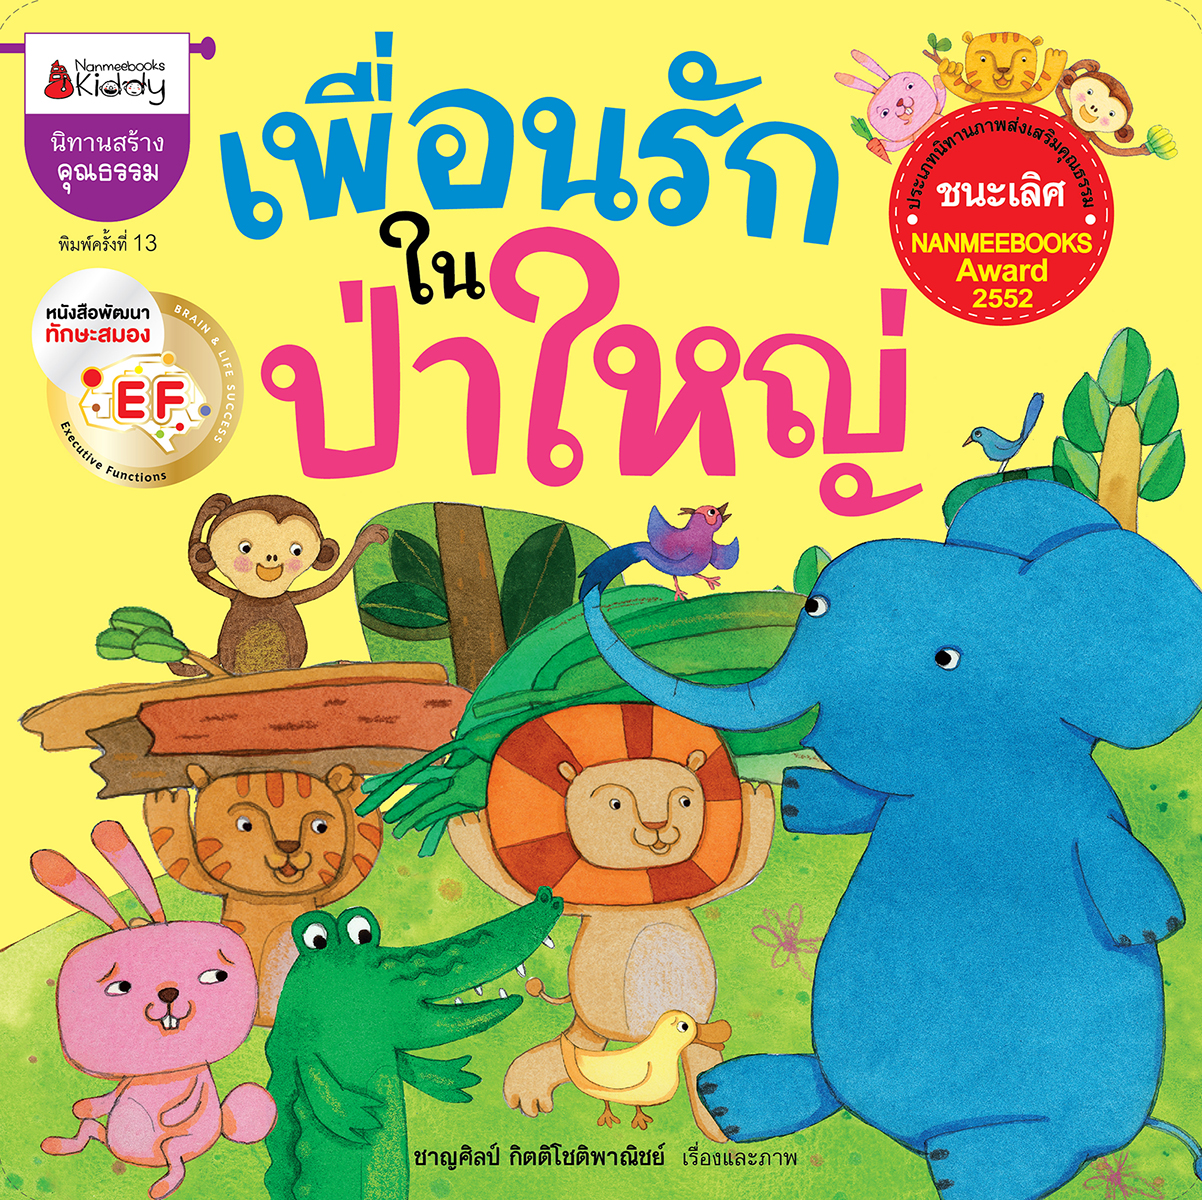 Nanmeebooks
Kiddy
นิทานสร้าง
คุณธรรม
พิมพ์ครั้งที่ 13
หนังสือพัฒนา
ทักษะสมอง
BRAIN & LIFE SUCCESS
EF
Executive Functions
เพื่อนรัก
ใน
ป่าใหญ่
ประเภทนิทานภาพส่งเสริมคุณธรรม
ชนะเลิศ
NANMEEBOOKS
Award
2552
ชาญศิลป์ กิตติโชติพาณิชย์ เรื่องและภาพ